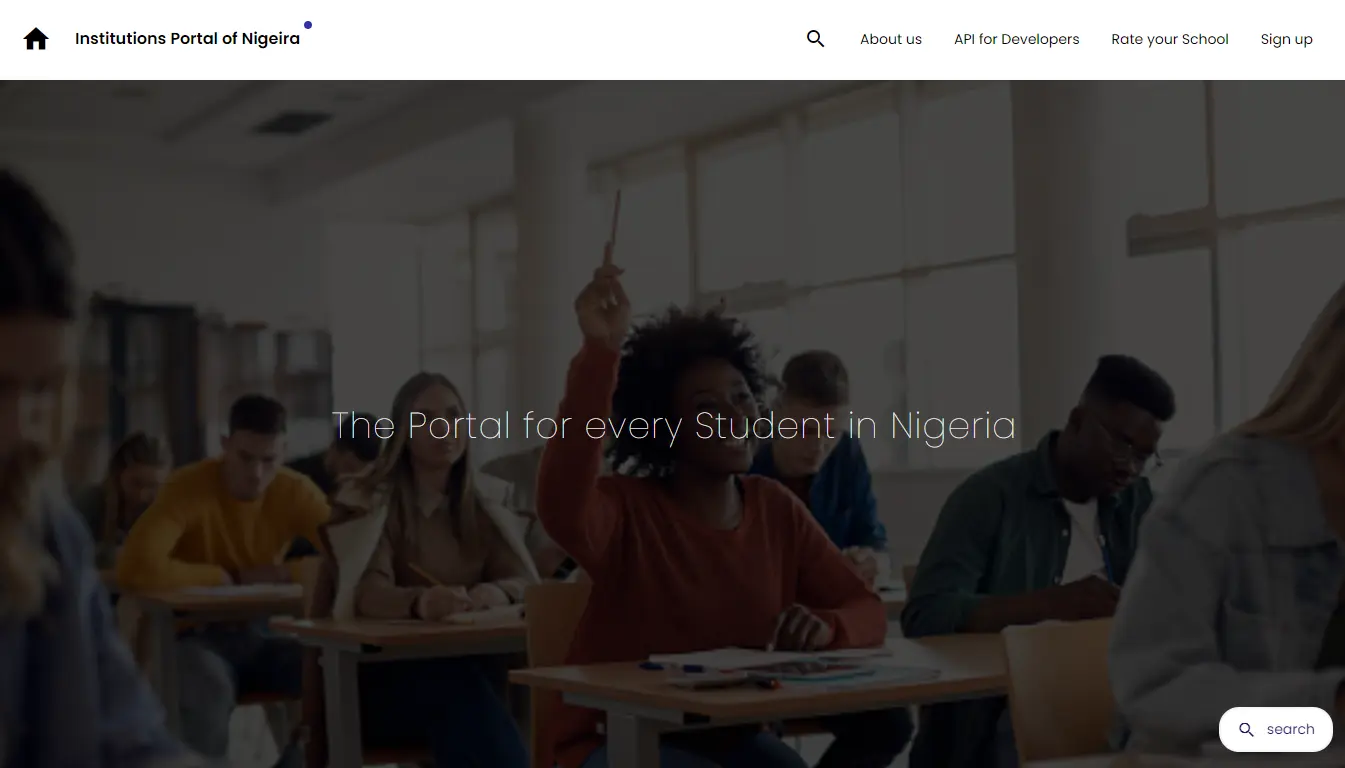 Institutions Portal of Nigeira
About us
API for Developers
Rate your School
Sign up
The Portal for every Student in Nigeria
search